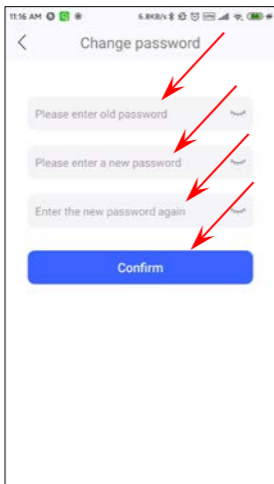 11:16 AM 6.8KB/s
Change password
Please enter old password
Please enter a new password
Enter the new password again
Confirm